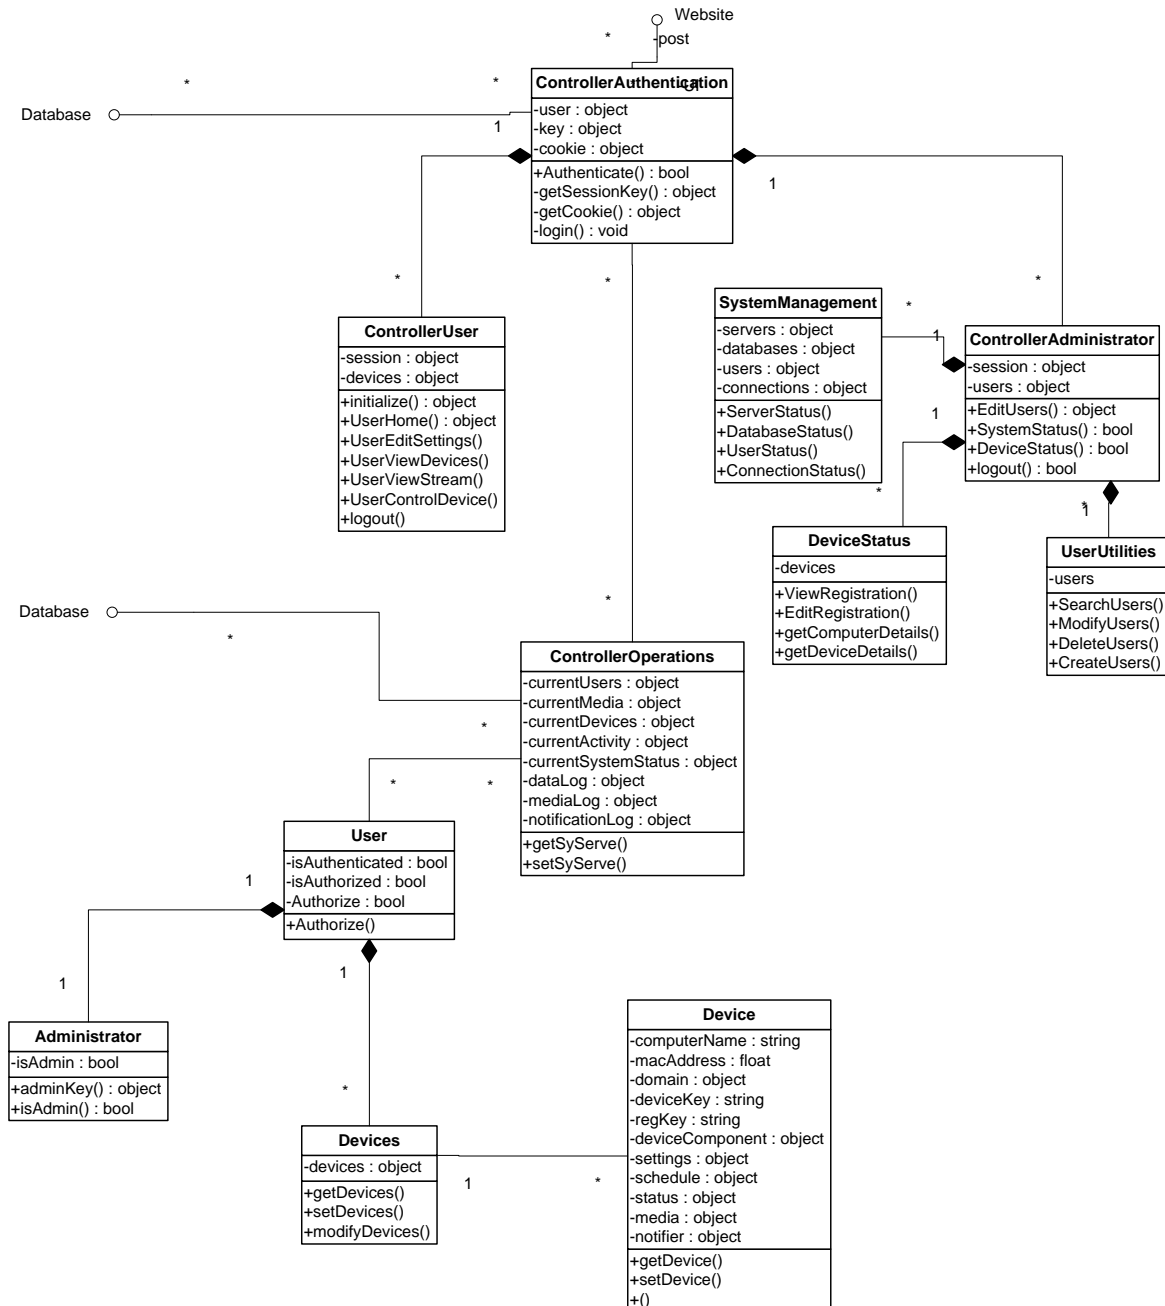 Website
*
-post
ControllerAuthentication
-user : object
-key : object
-cookie : object
+Authenticate() : bool
-getSessionKey() : object
-getCookie() : object
-login() : void
*
*
Database
1
1
*
*
*
ControllerUser
-session : object
-devices : object
+initialize() : object
+UserHome() : object
+UserEditSettings()
+UserViewDevices()
+UserViewStream()
+UserControlDevice()
+logout()
SystemManagement
-servers : object
-databases : object
-users : object
-connections : object
+ServerStatus()
+DatabaseStatus()
+UserStatus()
+ConnectionStatus()
*
1
ControllerAdministrator
-session : object
-users : object
+EditUsers() : object
+SystemStatus() : bool
+DeviceStatus() : bool
+logout() : bool
1
*
*
1
DeviceStatus
-devices
+ViewRegistration()
+EditRegistration()
+getComputerDetails()
+getDeviceDetails()
UserUtilities
-users
+SearchUsers()
+ModifyUsers()
+DeleteUsers()
+CreateUsers()
*
Database
*
*
ControllerOperations
-currentUsers : object
-currentMedia : object
-currentDevices : object
-currentActivity : object
-currentSystemStatus : object
-dataLog : object
-mediaLog : object
-notificationLog : object
+getSyServe()
+setSyServe()
*
*
User
-isAuthenticated : bool
-isAuthorized : bool
-Authorize : bool
+Authorize()
1
1
1
*
Administrator
-isAdmin : bool
+adminKey() : object
+isAdmin() : bool
Devices
-devices : object
+getDevices()
+setDevices()
+modifyDevices()
1
*
Device
-computerName : string
-macAddress : float
-domain : object
-deviceKey : string
-regKey : string
-deviceComponent : object
-settings : object
-schedule : object
-status : object
-media : object
-notifier : object
+getDevice()
+setDevice()
+()